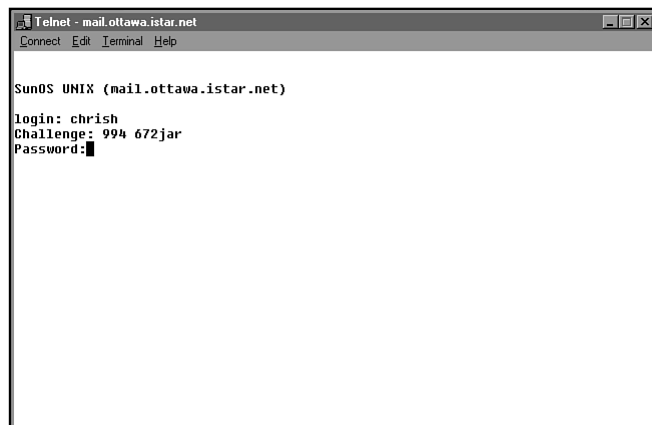 Telnet - mail.ottawa.istar.net
Connect Edit Terminal Help
SunOS UNIX (mail.ottawa.istar.net)
login: chrish
Challenge: 994 672jar
Password: